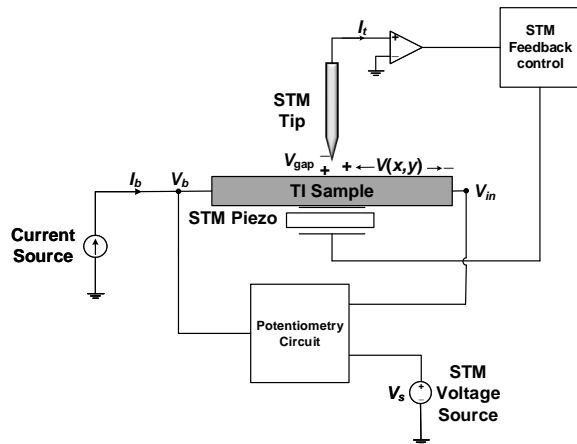 I_t
STM
Feedback
control
STM
Tip
V_gap
V(x,y)
I_b
V_b
TI Sample
V_in
STM Piezo
Current
Source
Potentiometry
Circuit
STM
Voltage
Source
V_s